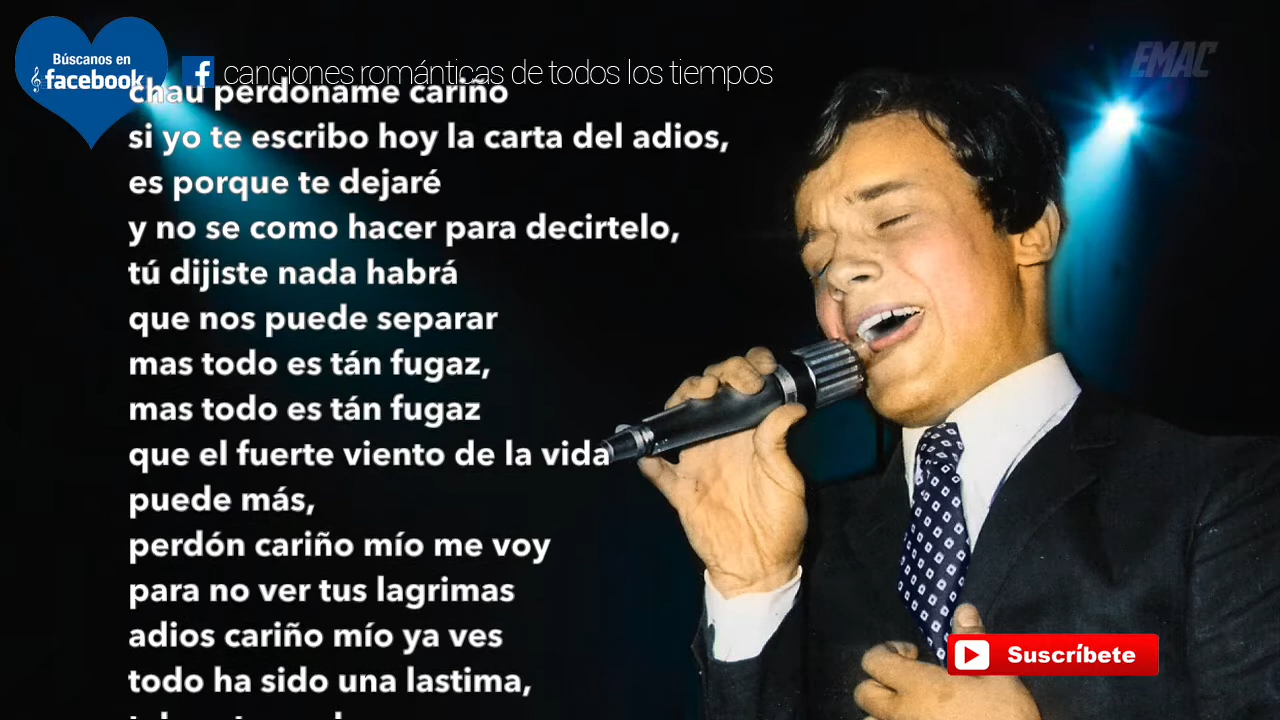 Búscanos en
facebook
canciones románticas de todos los tiempos
EMAC
chau perdoname cariño
si yo te escribo hoy la carta del adios,
es porque te dejaré
y no se como hacer para decirtelo,
tú dijiste nada habrá
que nos puede separar
mas todo es tán fugaz,
mas todo es tán fugaz
que el fuerte viento de la vida
puede más,
perdón cariño mío me voy
para no ver tus lagrimas
adios cariño mío ya ves
todo ha sido una lastima,
Suscríbete